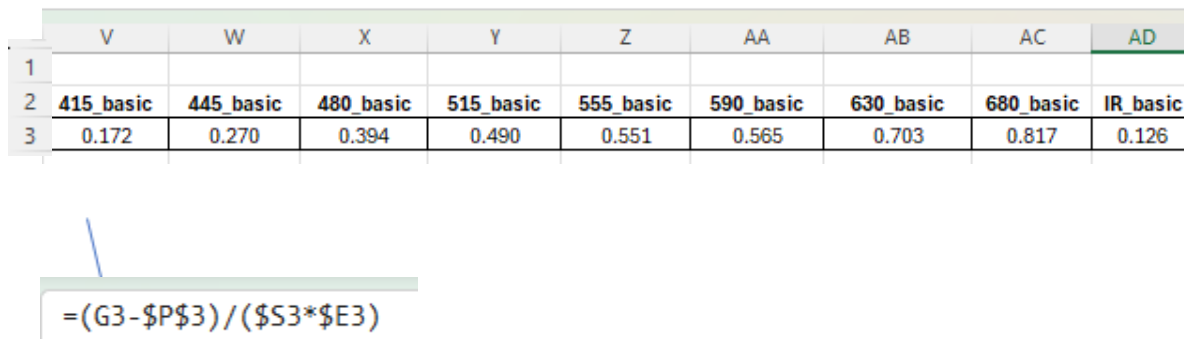 V W X Y Z AA AB AC AD
1
2 415_basic 445_basic 480_basic 515_basic 555_basic 590_basic 630_basic 680_basic IR_basic
3 0.172 0.270 0.394 0.490 0.551 0.565 0.703 0.817 0.126
=(G3-$P$3)/($S3*$E3)